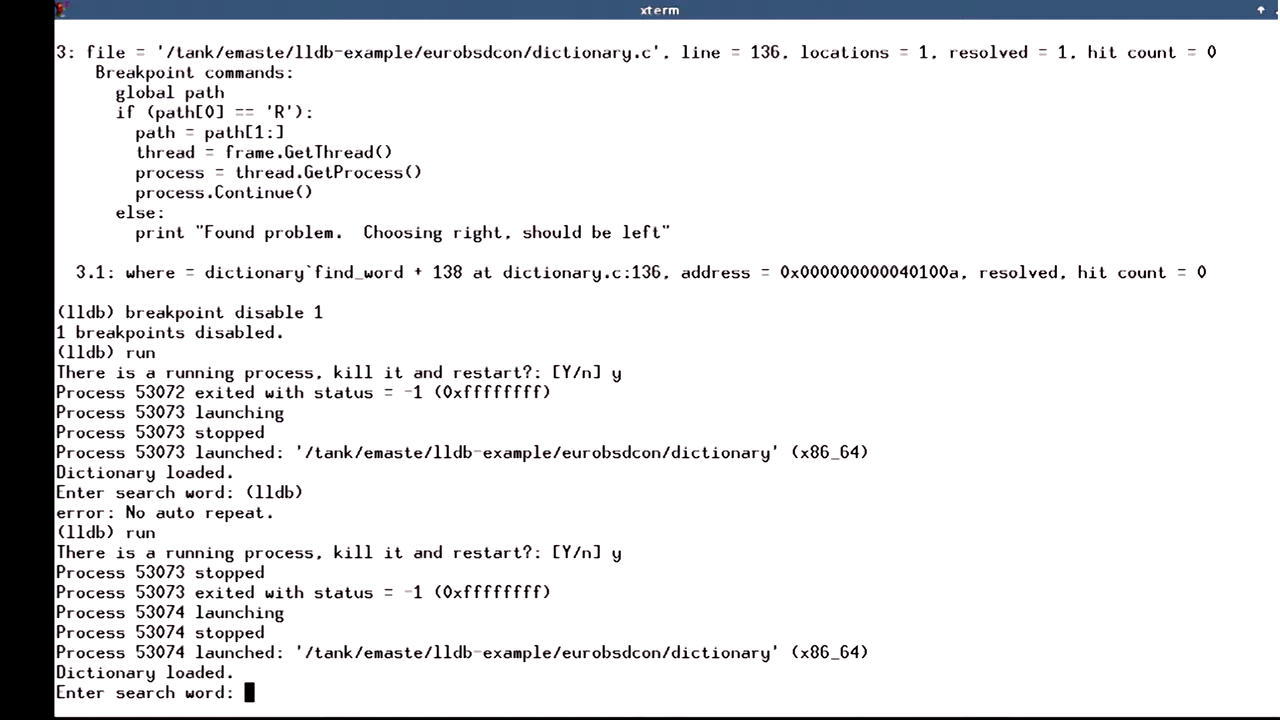 xterm
3: file = '/tank/emaste/lldb-example/eurobsdcon/dictionary.c', line = 136, locations = 1, resolved = 1, hit count = 0
Breakpoint commands:
global path
if (path[0] == 'R'):
path = path[1:]
thread = frame.GetThread()
process = thread.GetProcess()
process.Continue()
else:
print "Found problem.  Choosing right, should be left"
3.1: where = dictionary`find_word + 138 at dictionary.c:136, address = 0x000000000040100a, resolved, hit count = 0
(lldb) breakpoint disable 1
1 breakpoints disabled.
(lldb) run
There is a running process, kill it and restart?: [Y/n] y
Process 53072 exited with status = -1 (0xffffffff)
Process 53073 launching
Process 53073 stopped
Process 53073 launched: '/tank/emaste/lldb-example/eurobsdcon/dictionary' (x86_64)
Dictionary loaded.
Enter search word: (lldb)
error: No auto repeat.
(lldb) run
There is a running process, kill it and restart?: [Y/n] y
Process 53073 stopped
Process 53073 exited with status = -1 (0xffffffff)
Process 53074 launching
Process 53074 stopped
Process 53074 launched: '/tank/emaste/lldb-example/eurobsdcon/dictionary' (x86_64)
Dictionary loaded.
Enter search word: